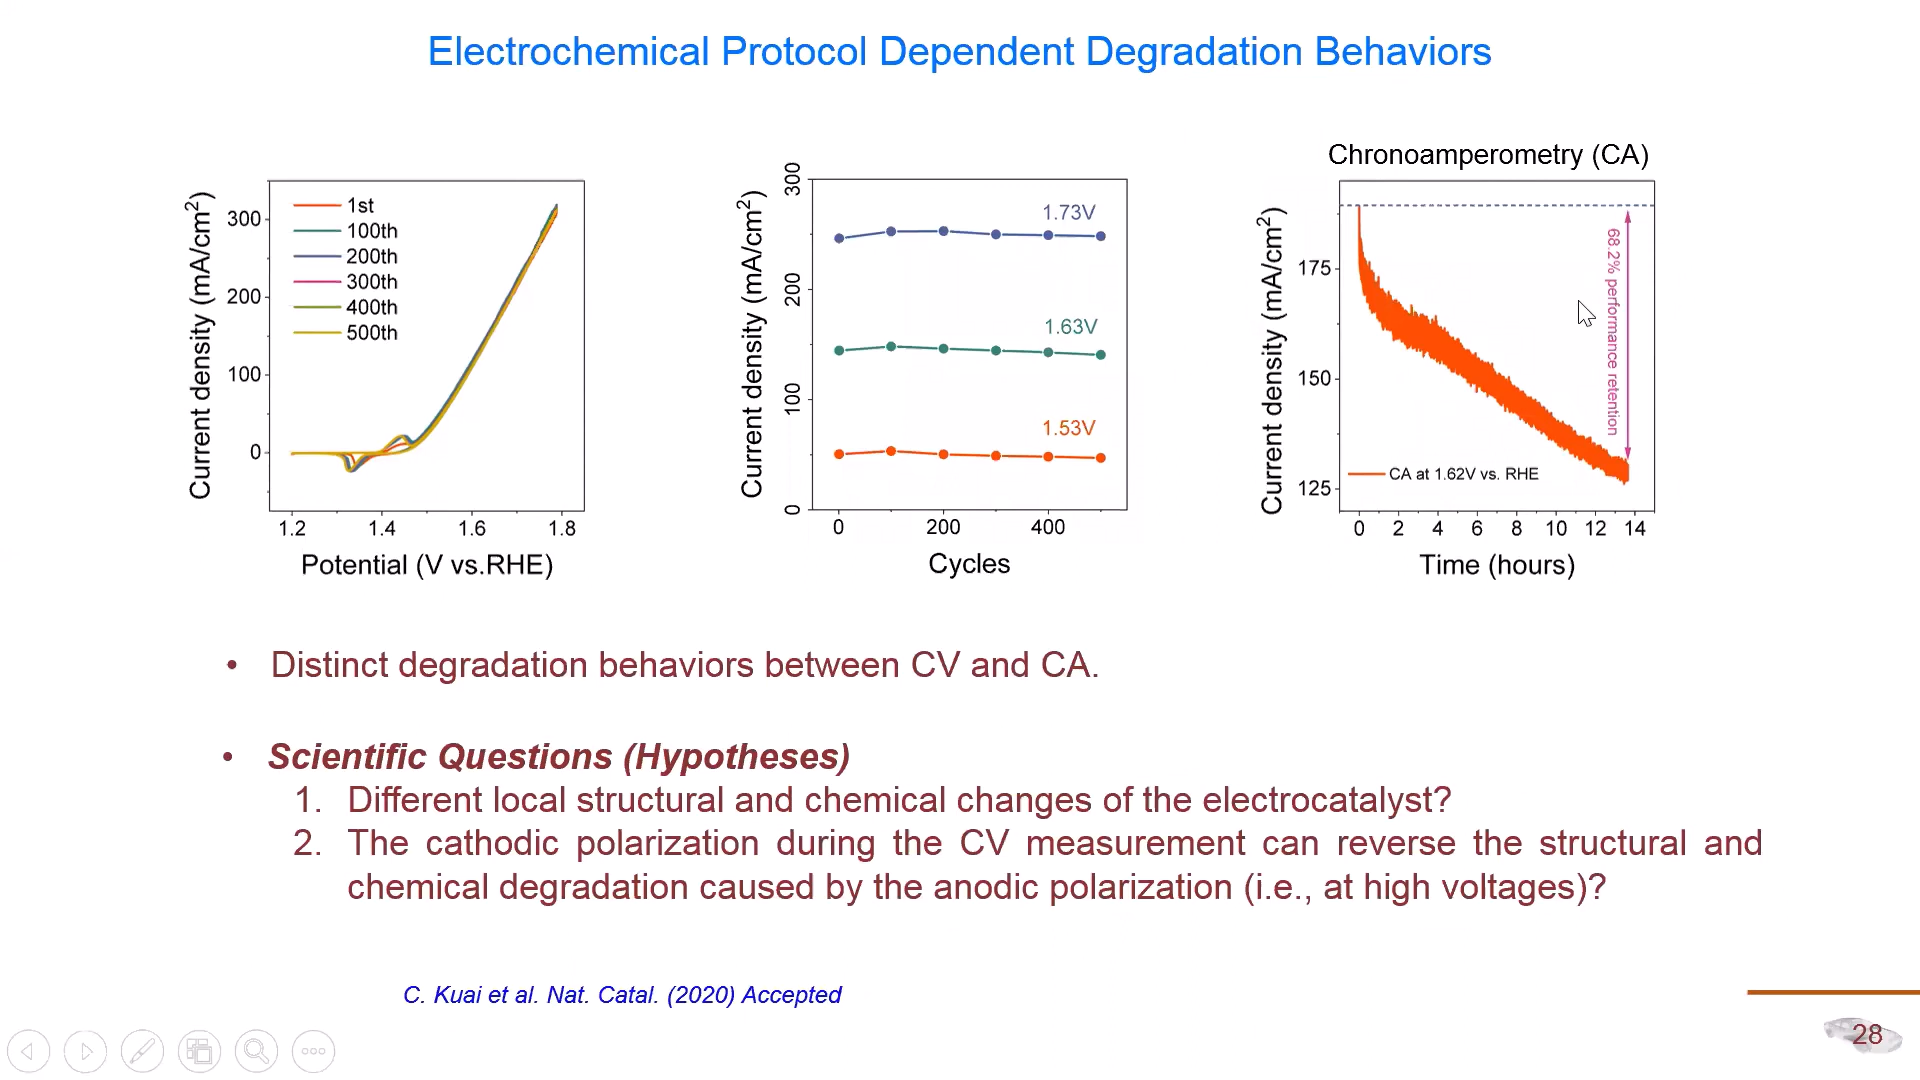 Electrochemical Protocol Dependent Degradation Behaviors
Current density (mA/cm²)
300
200
100
0
1st
100th
200th
300th
400th
500th
1.2 1.4 1.6 1.8
Potential (V vs.RHE)
Current density (mA/cm²)
300
200
100
0
1.73V
1.63V
1.53V
0 200 400
Cycles
Chronoamperometry (CA)
Current density (mA/cm²)
175
150
125
68.2% performance retention
CA at 1.62V vs. RHE
0 2 4 6 8 10 12 14
Time (hours)
• Distinct degradation behaviors between CV and CA.
• Scientific Questions (Hypotheses)
1. Different local structural and chemical changes of the electrocatalyst?
2. The cathodic polarization during the CV measurement can reverse the structural and
chemical degradation caused by the anodic polarization (i.e., at high voltages)?
C. Kuai et al. Nat. Catal. (2020) Accepted
28